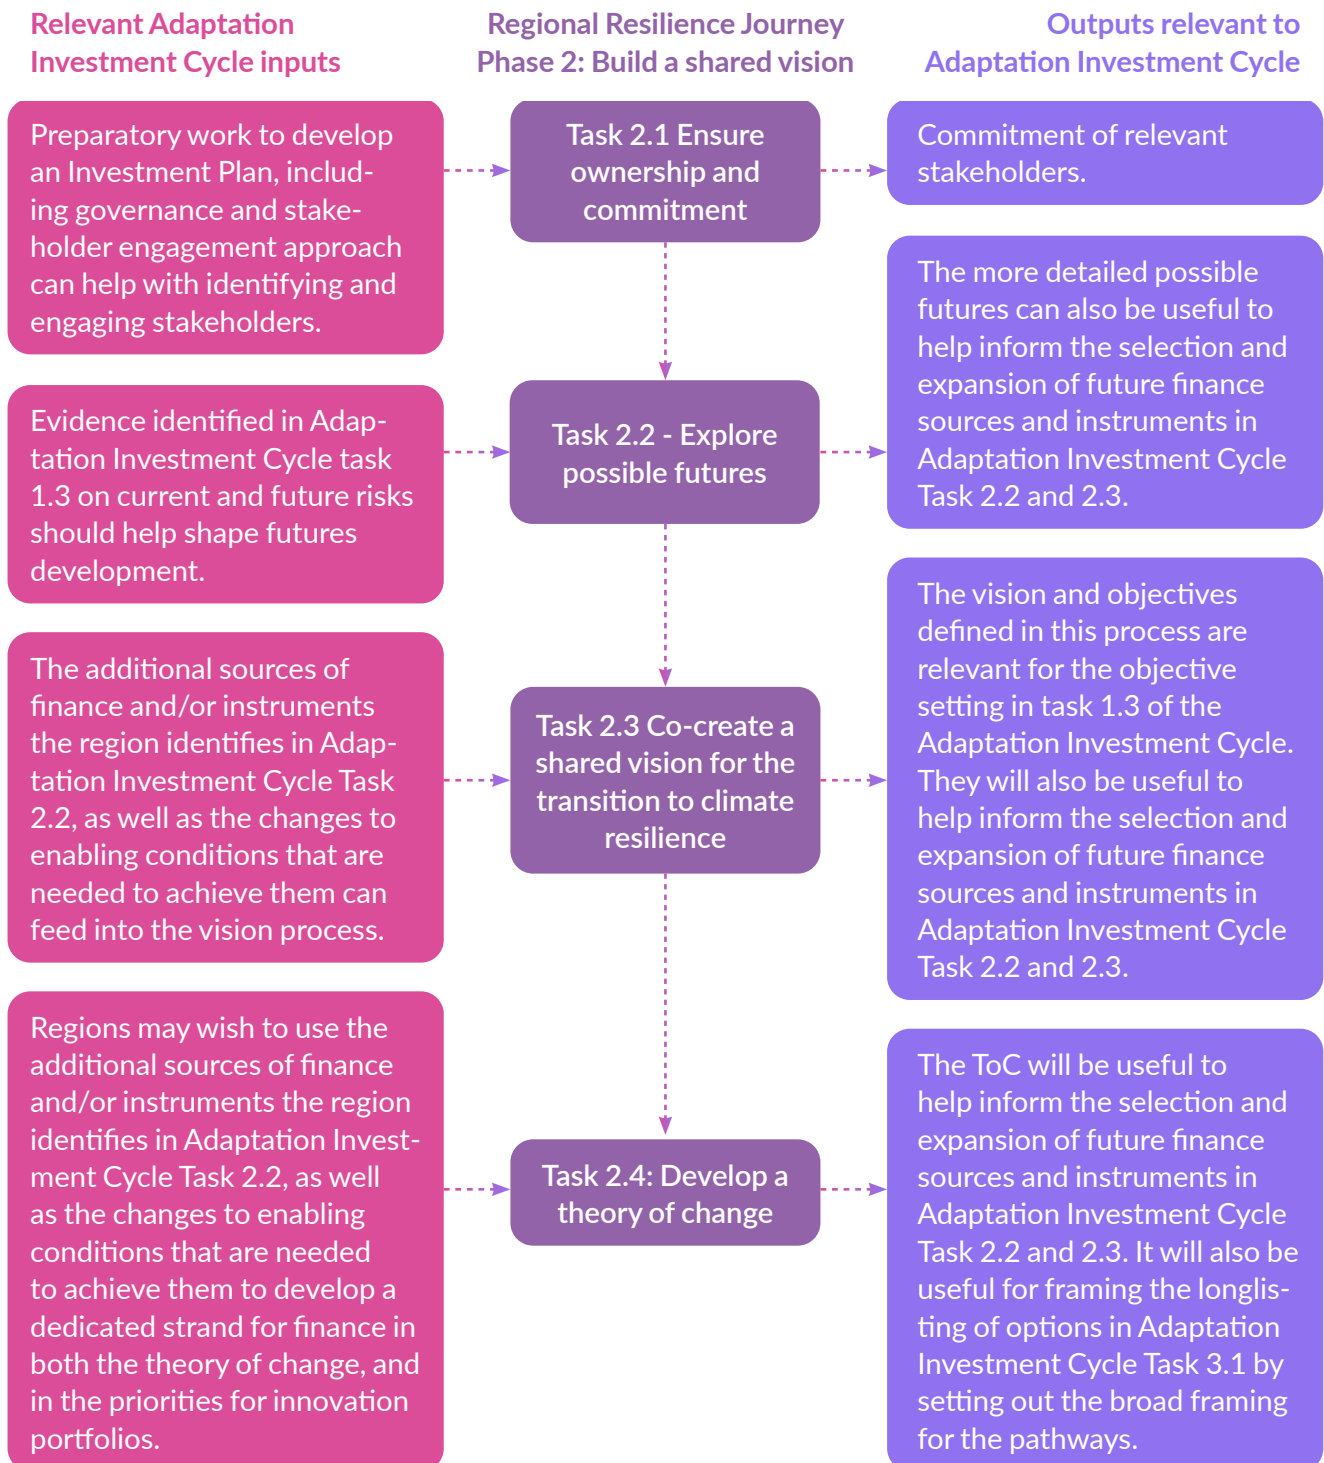 Relevant Adaptation
Investment Cycle inputs
Regional Resilience Journey
Phase 2: Build a shared vision
Outputs relevant to
Adaptation Investment Cycle
Preparatory work to develop
an Investment Plan, includ-
ing governance and stake-
holder engagement approach
can help with identifying and
engaging stakeholders.
Task 2.1 Ensure
ownership and
commitment
Commitment of relevant
stakeholders.
Evidence identified in Adap-
tation Investment Cycle task
1.3 on current and future risks
should help shape futures
development.
Task 2.2 - Explore
possible futures
The more detailed possible
futures can also be useful to
help inform the selection and
expansion of future finance
sources and instruments in
Adaptation Investment Cycle
Task 2.2 and 2.3.
The additional sources of
finance and/or instruments
the region identifies in Adap-
tation Investment Cycle Task
2.2, as well as the changes to
enabling conditions that are
needed to achieve them can
feed into the vision process.
Task 2.3 Co-create a
shared vision for the
transition to climate
resilience
The vision and objectives
defined in this process are
relevant for the objective
setting in task 1.3 of the
Adaptation Investment Cycle.
They will also be useful to
help inform the selection and
expansion of future finance
sources and instruments in
Adaptation Investment Cycle
Task 2.2 and 2.3.
Regions may wish to use the
additional sources of finance
and/or instruments the region
identifies in Adaptation Invest-
ment Cycle Task 2.2, as well
as the changes to enabling
conditions that are needed
to achieve them to develop a
dedicated strand for finance in
both the theory of change, and
in the priorities for innovation
portfolios.
Task 2.4: Develop a
theory of change
The ToC will be useful to
help inform the selection and
expansion of future finance
sources and instruments in
Adaptation Investment Cycle
Task 2.2 and 2.3. It will also be
useful for framing the longlis-
ting of options in Adaptation
Investment Cycle Task 3.1 by
setting out the broad framing
for the pathways.